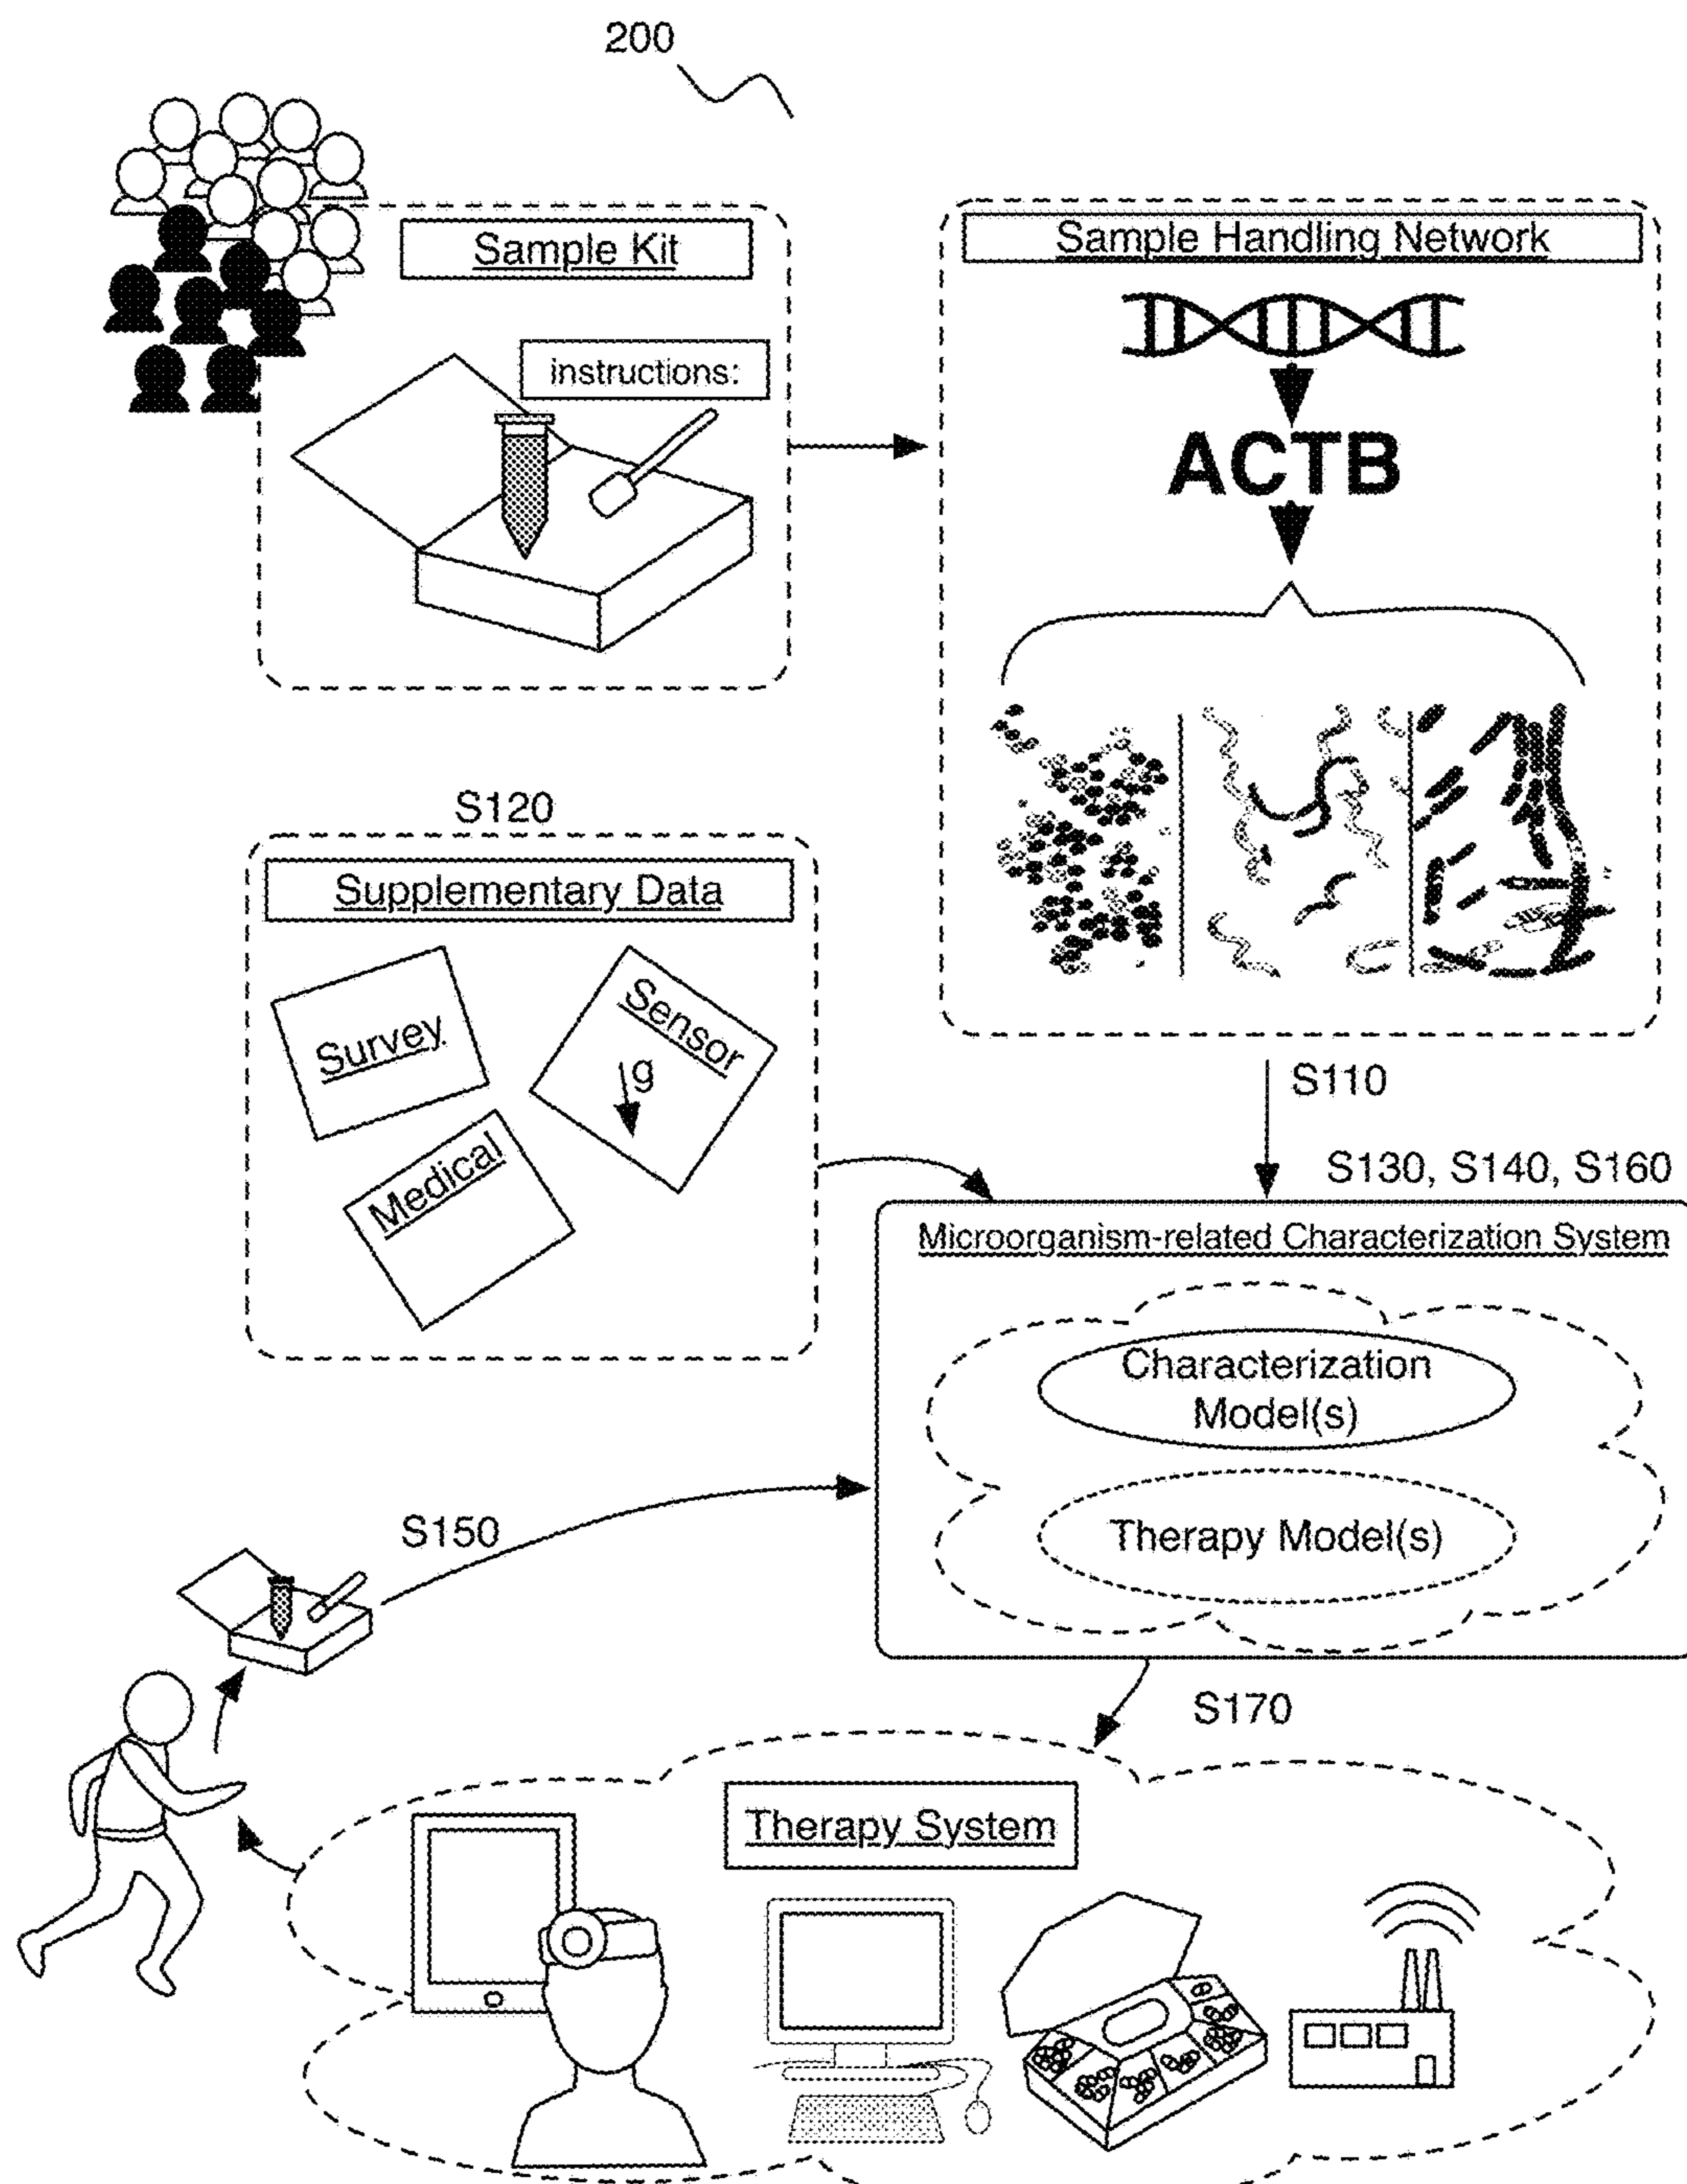 200
Sample Kit
instructions:
Sample Handling Network
ACTB
S120
Supplementary Data
Survey
Sensor
g
Medical
S110
S130, S140, S160
Microorganism-related Characterization System
Characterization
Model(s)
Therapy Model(s)
S150
S170
Therapy System